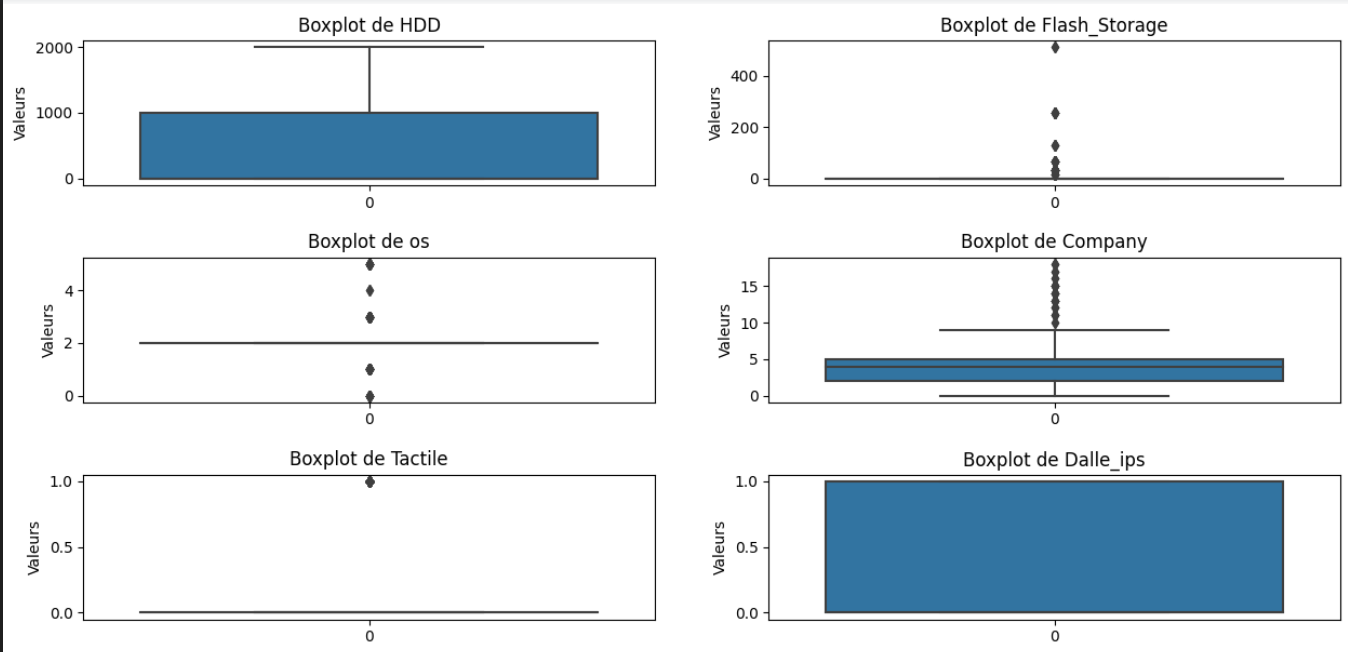 Boxplot de HDD
2000
1000
0
Valeurs
0
Boxplot de Flash_Storage
400
200
0
Valeurs
0
Boxplot de os
4
2
0
Valeurs
0
Boxplot de Company
15
10
5
0
Valeurs
0
Boxplot de Tactile
1.0
0.5
0.0
Valeurs
0
Boxplot de Dalle_ips
1.0
0.5
0.0
Valeurs
0